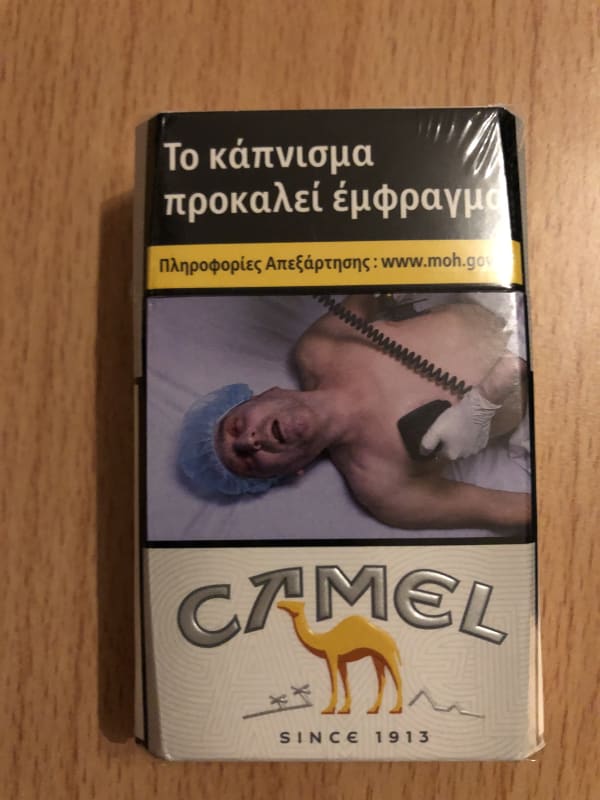 Το κάπνισμα
προκαλεί έμφραγμα
Πληροφορίες Απεξάρτησης : www.moh.gov
CAMEL
SINCE 1913